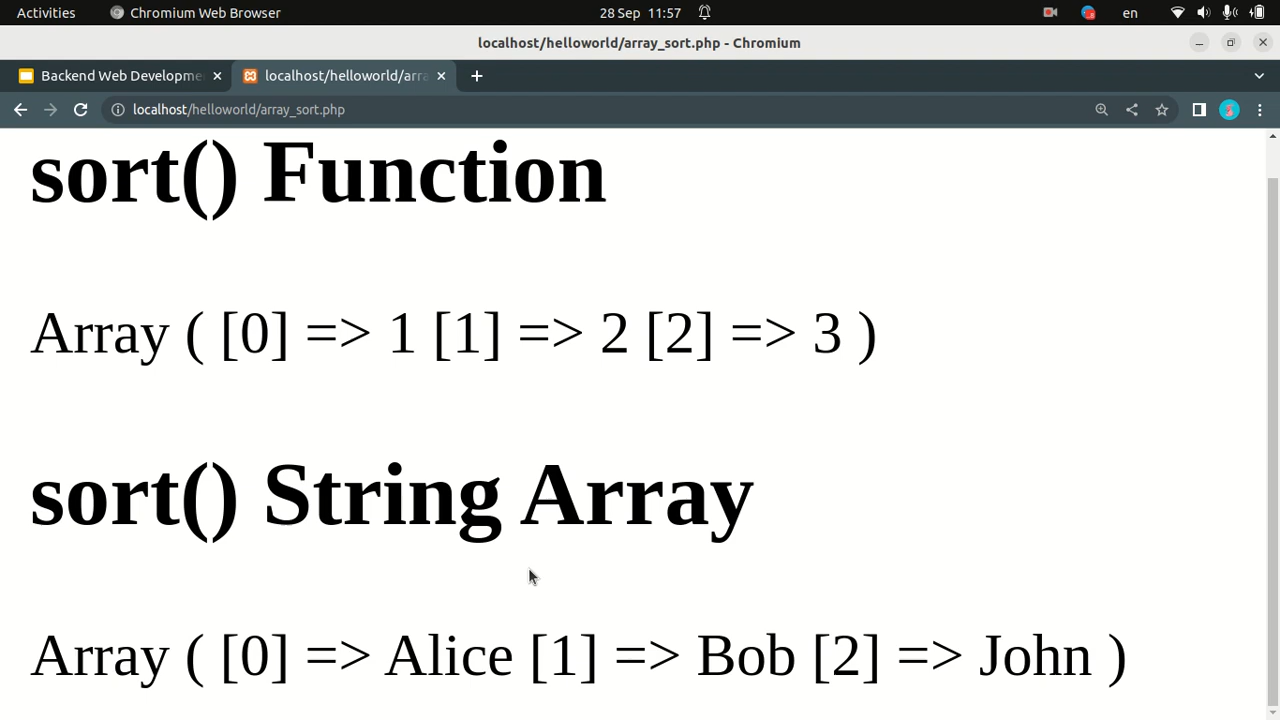 Activities Chromium Web Browser 28 Sep 11:57 en
localhost/helloworld/array_sort.php - Chromium
Backend Web Developme localhost/helloworld/arra
localhost/helloworld/array_sort.php
sort() Function
Array ( [0] => 1 [1] => 2 [2] => 3 )
sort() String Array
Array ( [0] => Alice [1] => Bob [2] => John )